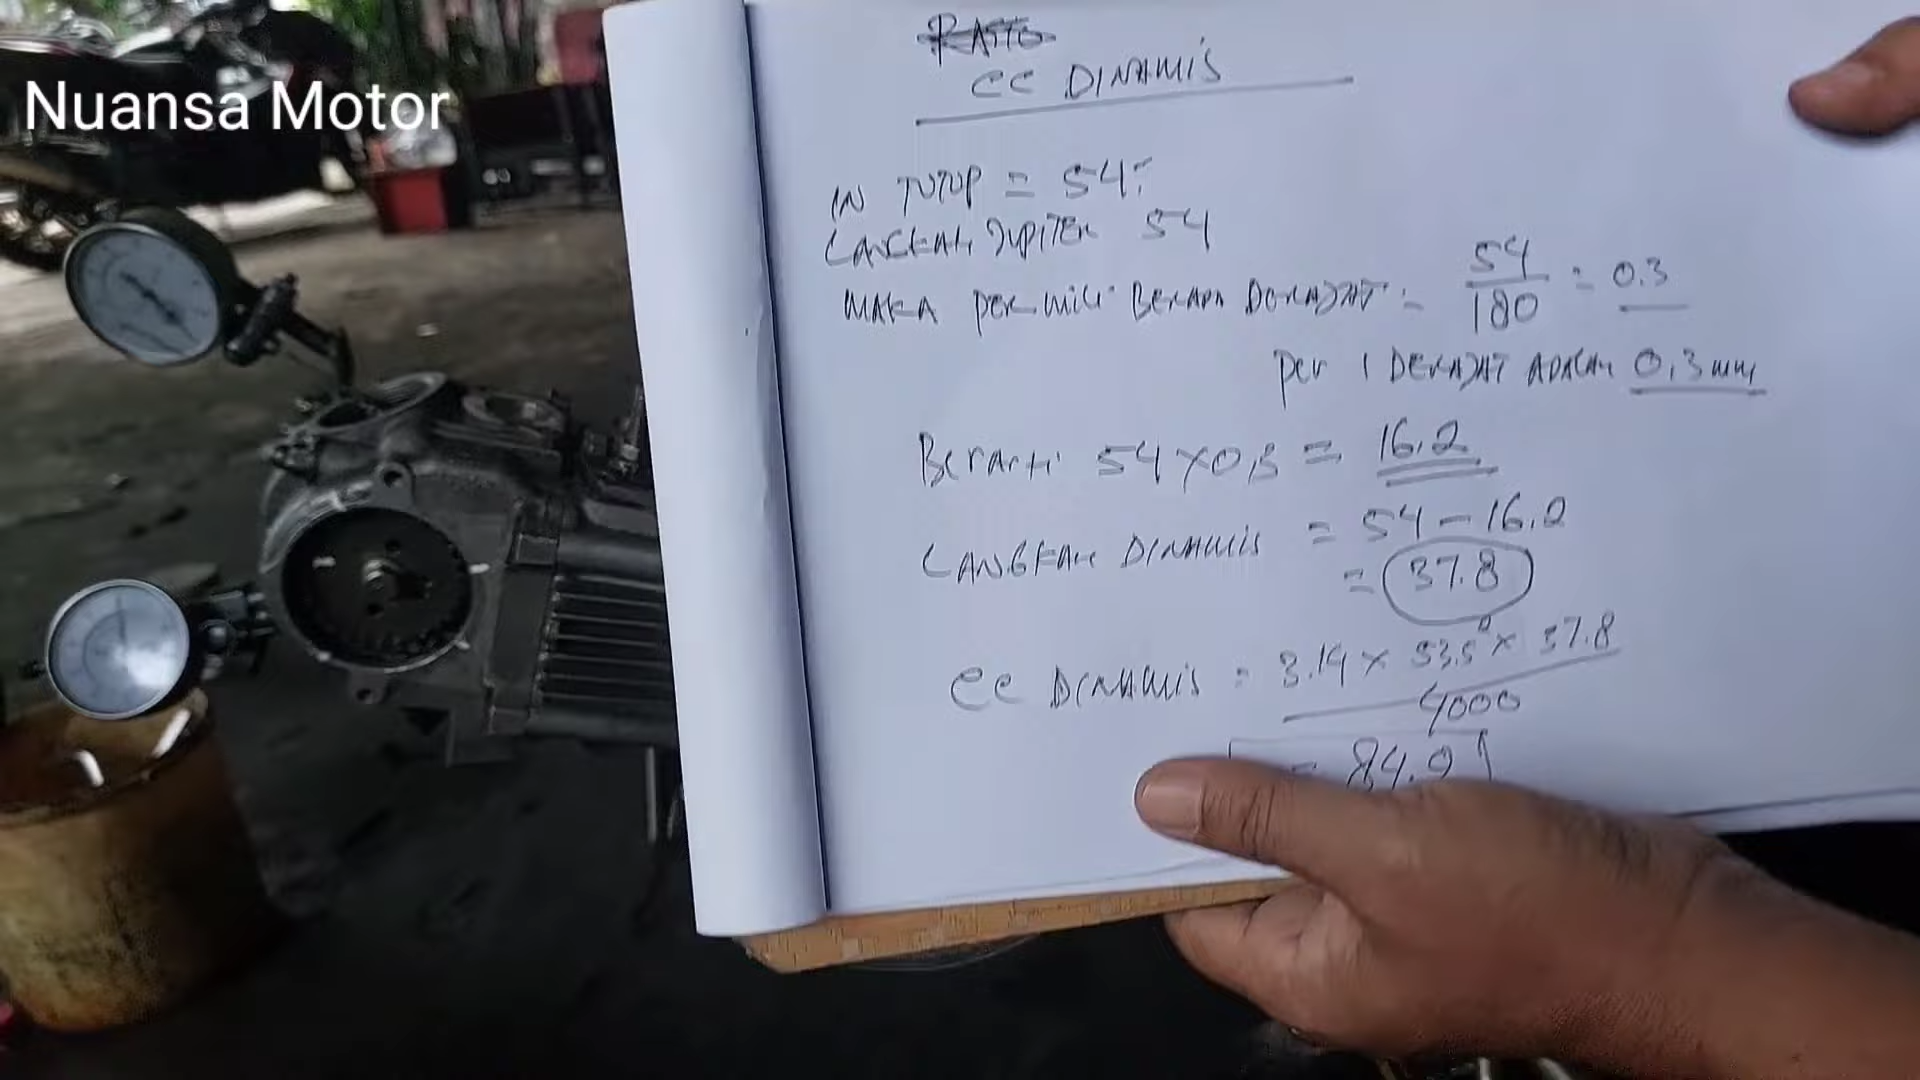 Nuansa Motor
CC DINAMIS
IN TUTUP = 54°
LANGKAH JUPITER 54
MAKA PER MILI BERAPA DERAJAT = 54/180 = 0.3
PER 1 DERAJAT ADALAH 0,3 mm
Berarti 54 x 0,3 = 16.2
LANGKAH DINAMIS = 54 - 16.2
= 37.8
CC DINAMIS = 3.14 x 53,5² x 37.8
4000
= 84.9